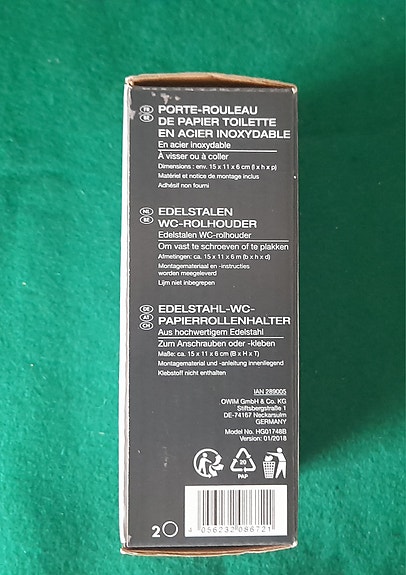 FR
BE
PORTE-ROULEAU
DE PAPIER TOILETTE
EN ACIER INOXYDABLE
En acier inoxydable
À visser ou à coller
Dimensions : env. 15 x 11 x 6 cm (l x h x p)
Matériel et notice de montage inclus
Adhésif non fourni
NL
BE
EDELSTALEN
WC-ROLHOUDER
Edelstalen WC-rolhouder
Om vast te schroeven of te plakken
Afmetingen: ca. 15 x 11 x 6 m (b x h x d)
Montagemateriaal en -instructies
worden meegeleverd
Lijm niet inbegrepen
DE
AT
CH
EDELSTAHL-WC-
PAPIERROLLENHALTER
Aus hochwertigem Edelstahl
Zum Anschrauben oder -kleben
Maße: ca. 15 x 11 x 6 cm (B x H x T)
Montagematerial und -anleitung innenliegend
Klebstoff nicht enthalten
IAN 289005
OWIM GmbH & Co. KG
Stiftsbergstraße 1
DE-74167 Neckarsulm
GERMANY
Model No. HG01748B
Version: 01/2018
20
PAP
2
4 056232 086721